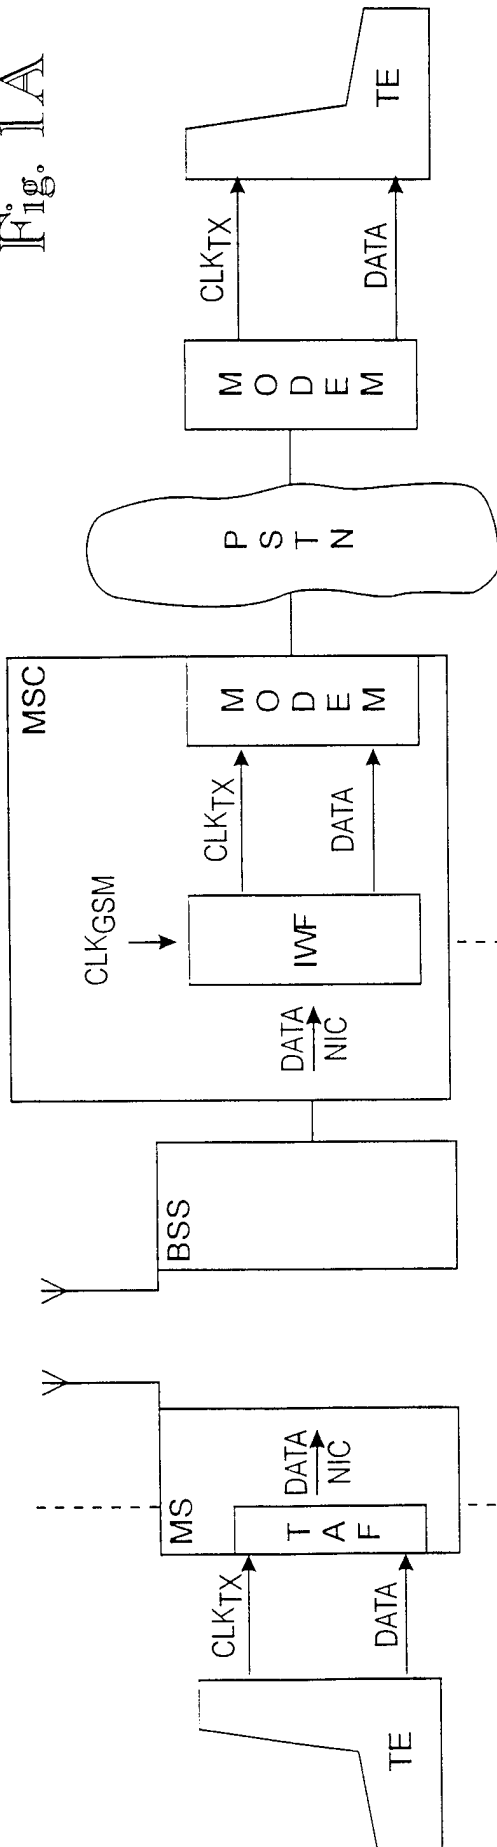 Fig. 1A
TE
CLKTX
DATA
MS
TAF
DATA
NIC
BSS
MSC
DATA
NIC
CLKGSM
IWF
CLKTX
DATA
MODEM
PSTN
MODEM
CLKTX
DATA
TE